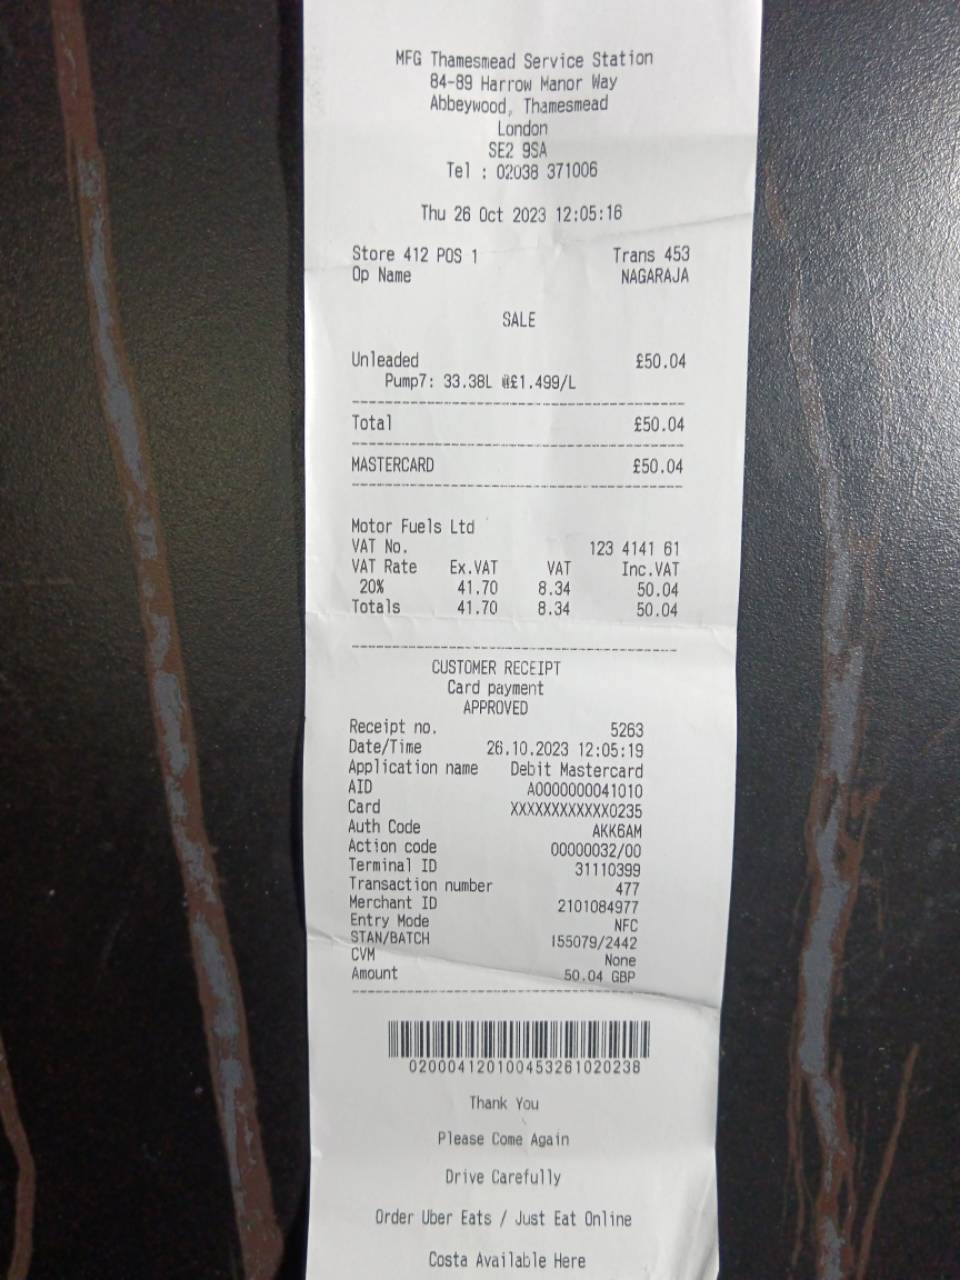 MFG Thamesmead Service Station
84-89 Harrow Manor Way
Abbeywood, Thamesmead
London
SE2 9SA
Tel : 02038 371006
Thu 26 Oct 2023 12:05:16
Store 412 POS 1 Trans 453
Op Name NAGARAJA
SALE
Unleaded £50.04
Pump7: 33.38L @£1.499/L
Total £50.04
MASTERCARD £50.04
Motor Fuels Ltd
VAT No. 123 4141 61
VAT Rate Ex.VAT VAT Inc.VAT
20% 41.70 8.34 50.04
Totals 41.70 8.34 50.04
CUSTOMER RECEIPT
Card payment
APPROVED
Receipt no. 5263
Date/Time 26.10.2023 12:05:19
Application name Debit Mastercard
AID A0000000041010
Card XXXXXXXXXXXX0235
Auth Code AKK6AM
Action code 00000032/00
Terminal ID 31110399
Transaction number 477
Merchant ID 2101084977
Entry Mode NFC
STAN/BATCH 155079/2442
CVM None
Amount 50.04 GBP
020004120100453261020238
Thank You
Please Come Again
Drive Carefully
Order Uber Eats / Just Eat Online
Costa Available Here